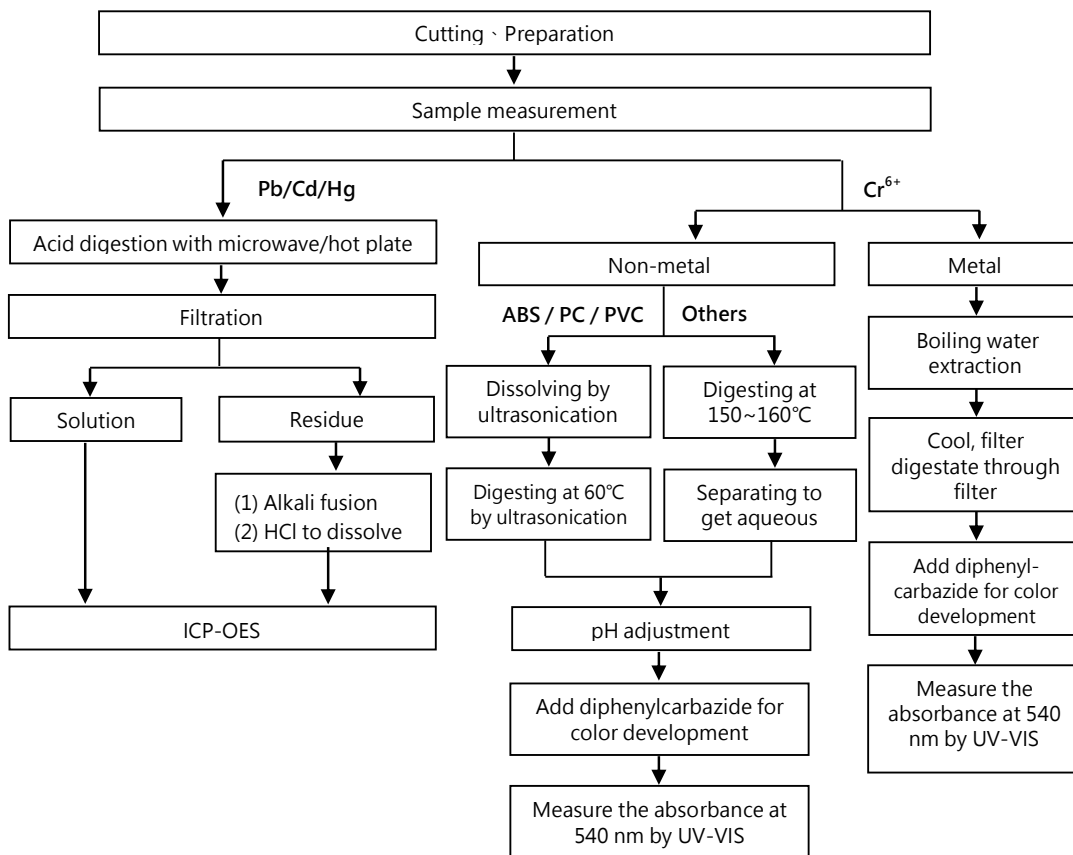 Cutting、Preparation
Sample measurement
Pb/Cd/Hg
Cr⁶⁺
Acid digestion with microwave/hot plate
Non-metal
Metal
Filtration
ABS / PC / PVC
Others
Boiling water
extraction
Solution
Residue
Dissolving by
ultrasonication
Digesting at
150~160℃
Cool, filter
digestate through
filter
(1) Alkali fusion
(2) HCl to dissolve
Digesting at 60℃
by ultrasonication
Separating to
get aqueous
Add diphenyl-
carbazide for color
development
ICP-OES
pH adjustment
Measure the
absorbance at 540
nm by UV-VIS
Add diphenylcarbazide for
color development
Measure the absorbance at
540 nm by UV-VIS